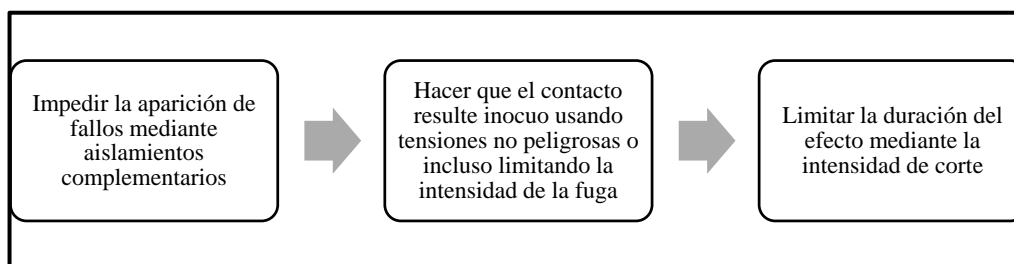 Impedir la aparición de
fallos mediante
aislamientos
complementarios
Hacer que el contacto
resulte inocuo usando
tensiones no peligrosas o
incluso limitando la
intensidad de la fuga
Limitar la duración del
efecto mediante la
intensidad de corte